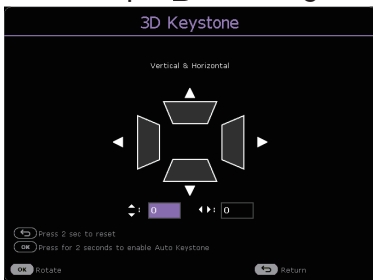 3D Keystone
Vertical & Horizontal
: 0 : 0
Press 2 sec to reset
OK Press for 2 seconds to enable Auto Keystone
OK Rotate Return